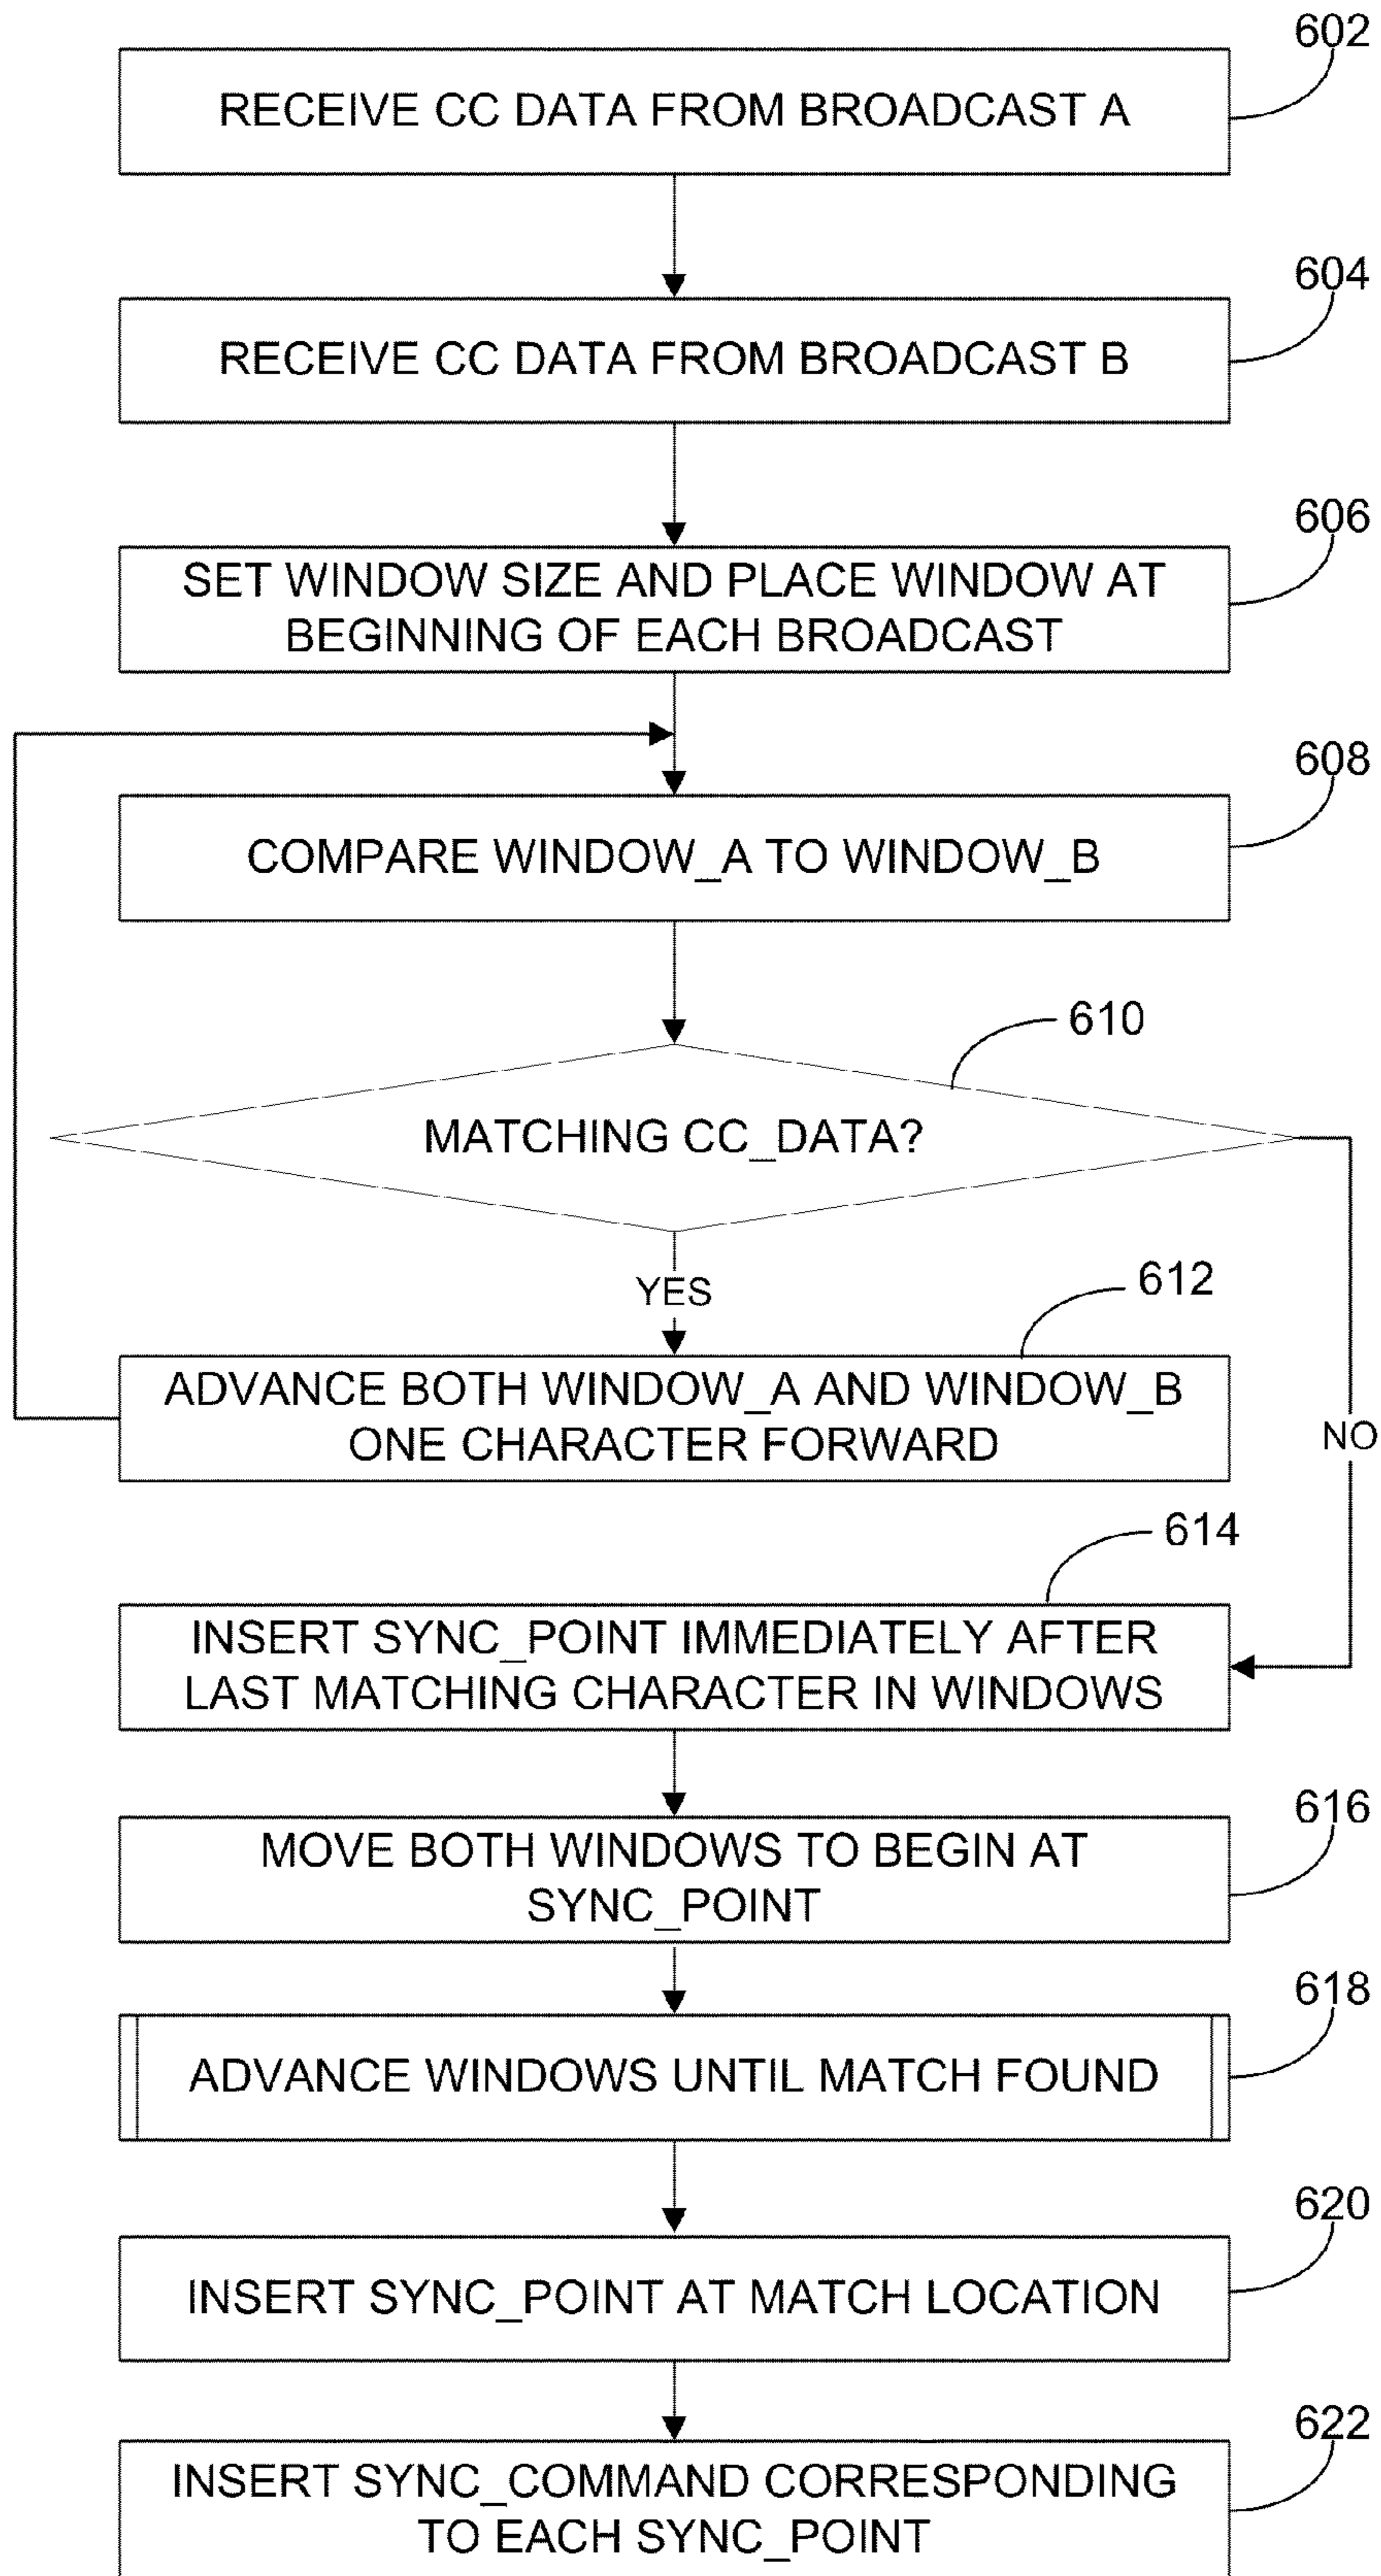 602
RECEIVE CC DATA FROM BROADCAST A
604
RECEIVE CC DATA FROM BROADCAST B
606
SET WINDOW SIZE AND PLACE WINDOW AT
BEGINNING OF EACH BROADCAST
608
COMPARE WINDOW_A TO WINDOW_B
610
MATCHING CC_DATA?
YES
612
ADVANCE BOTH WINDOW_A AND WINDOW_B
ONE CHARACTER FORWARD
NO
614
INSERT SYNC_POINT IMMEDIATELY AFTER
LAST MATCHING CHARACTER IN WINDOWS
616
MOVE BOTH WINDOWS TO BEGIN AT
SYNC_POINT
618
ADVANCE WINDOWS UNTIL MATCH FOUND
620
INSERT SYNC_POINT AT MATCH LOCATION
622
INSERT SYNC_COMMAND CORRESPONDING
TO EACH SYNC_POINT